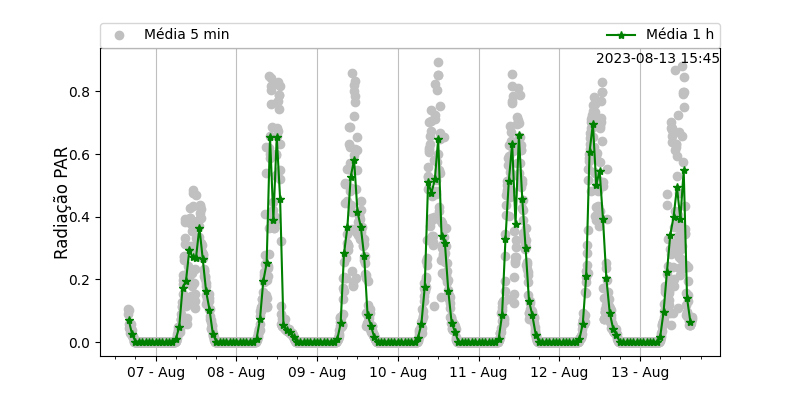 Média 5 min
Média 1 h
2023-08-13 15:45
Radiação PAR
0.8
0.6
0.4
0.2
0.0
07 - Aug
08 - Aug
09 - Aug
10 - Aug
11 - Aug
12 - Aug
13 - Aug